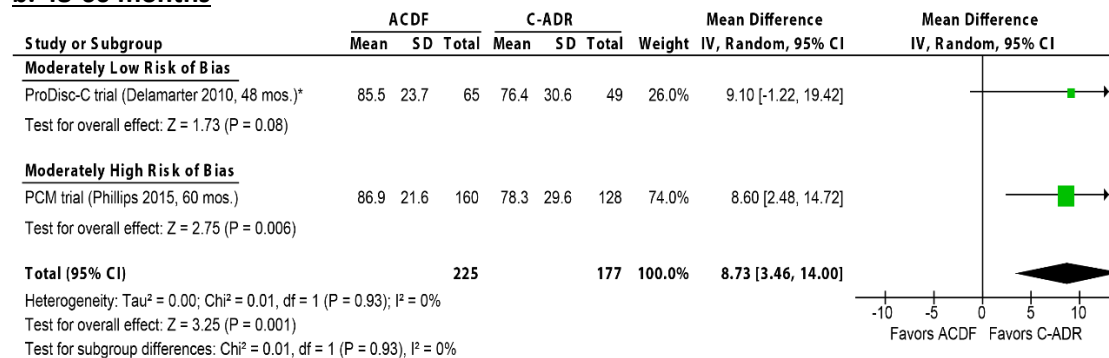 ACDF C-ADR Mean Difference Mean Difference
Study or Subgroup Mean SD Total Mean SD Total Weight IV, Random, 95% CI IV, Random, 95% CI
Moderately Low Risk of Bias
ProDisc-C trial (Delamarter 2010, 48 mos.)* 85.5 23.7 65 76.4 30.6 49 26.0% 9.10 [-1.22, 19.42]
Test for overall effect: Z = 1.73 (P = 0.08)
Moderately High Risk of Bias
PCM trial (Phillips 2015, 60 mos.) 86.9 21.6 160 78.3 29.6 128 74.0% 8.60 [2.48, 14.72]
Test for overall effect: Z = 2.75 (P = 0.006)
Total (95% CI) 225 177 100.0% 8.73 [3.46, 14.00]
Heterogeneity: Tau² = 0.00; Chi² = 0.01, df = 1 (P = 0.93); I² = 0%
Test for overall effect: Z = 3.25 (P = 0.001)
Test for subgroup differences: Chi² = 0.01, df = 1 (P = 0.93), I² = 0%
-10 -5 0 5 10
Favors ACDF Favors C-ADR